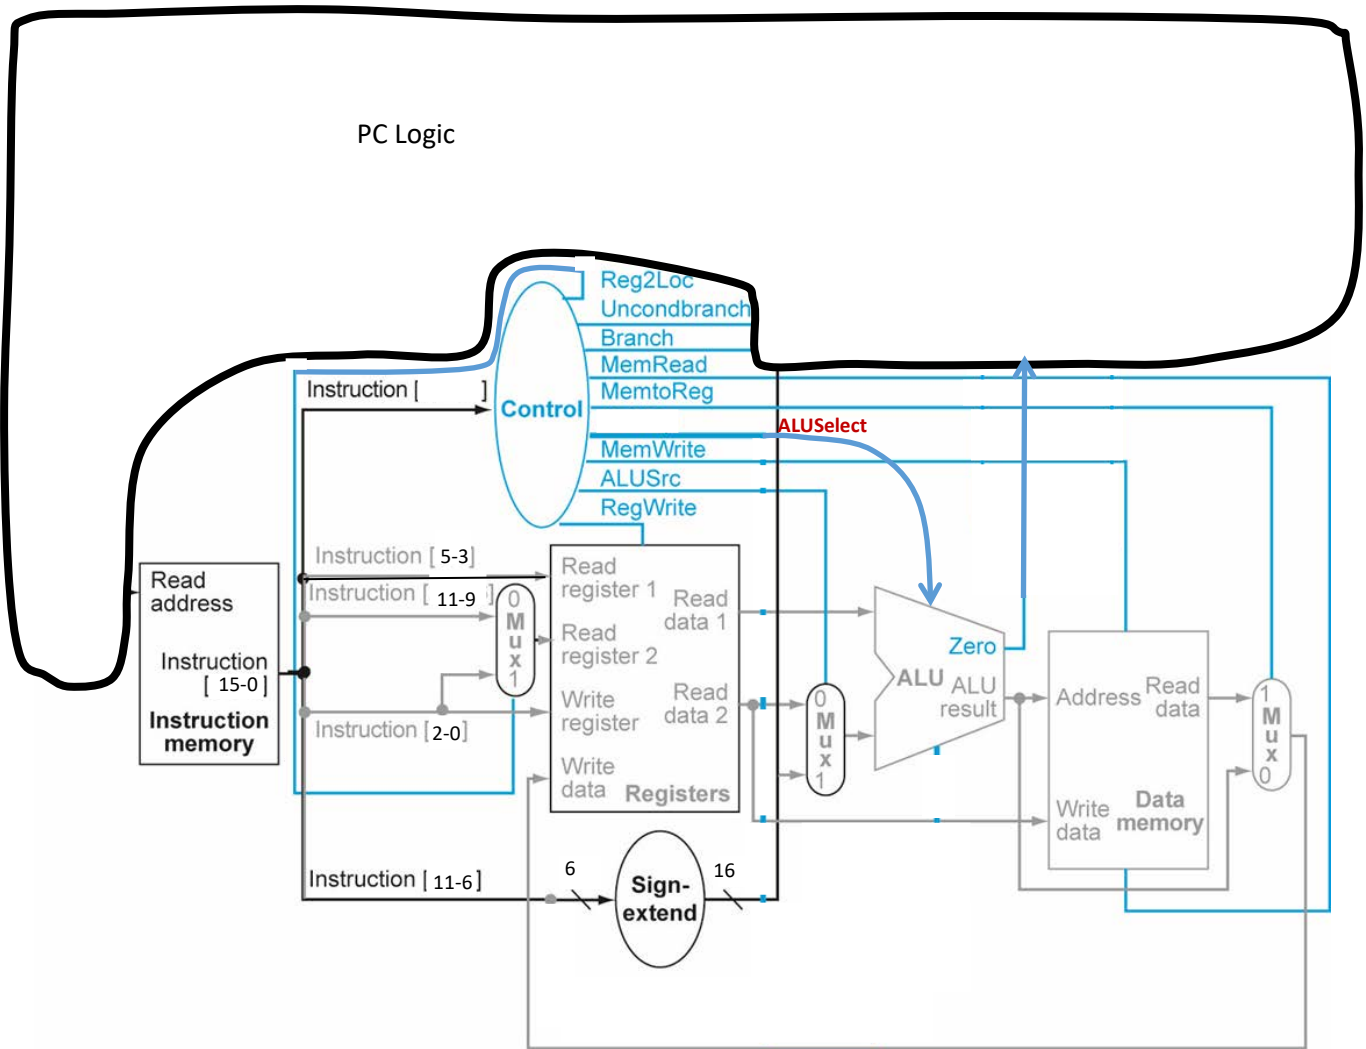 PC Logic
Reg2Loc
Uncondbranch
Branch
MemRead
MemtoReg
Instruction [ ]
Control
ALUSelect
MemWrite
ALUSrc
RegWrite
Instruction [ 5-3]
Instruction [ 11-9 ]
Read
address
Instruction
[ 15-0 ]
Instruction
memory
0
M
u
x
1
Instruction [2-0]
Read
register 1
Read
register 2
Write
register
Write
data
Read
data 1
Read
data 2
Registers
0
M
u
x
1
Zero
ALU
ALU
result
Address
Read
data
Write
data
Data
memory
1
M
u
x
0
Instruction [ 11-6 ]
6
Sign-
extend
16